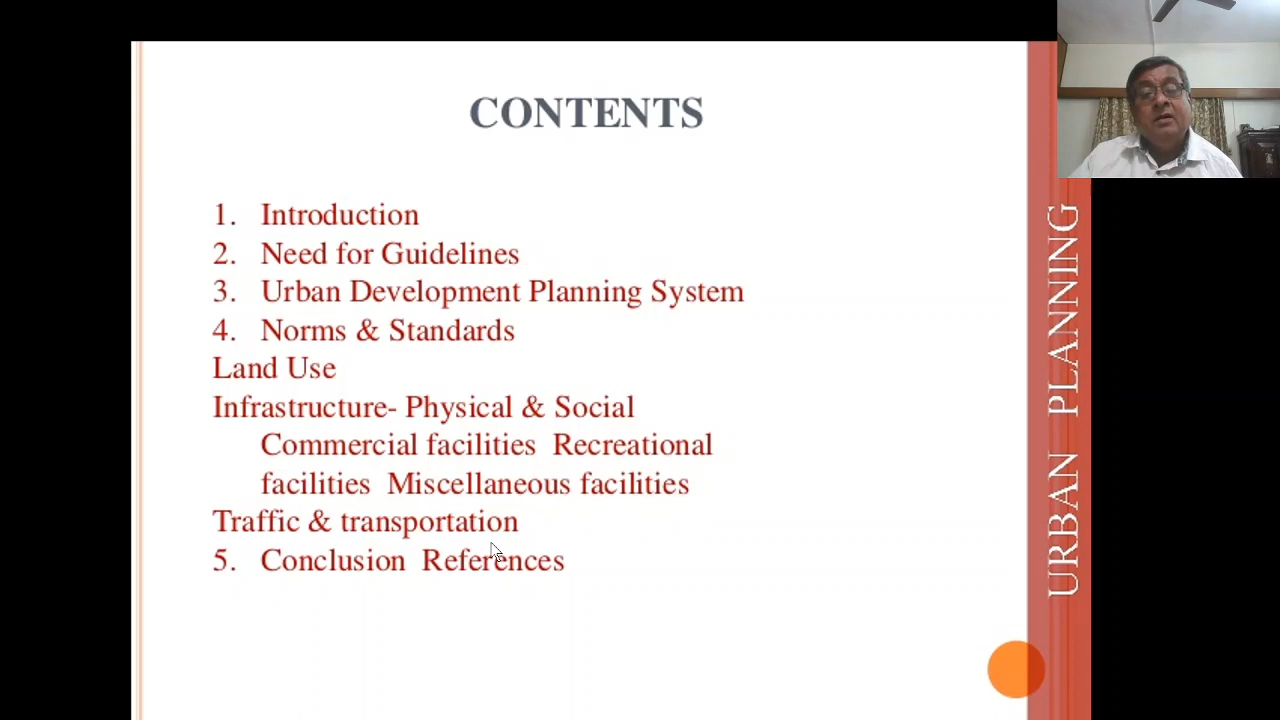 CONTENTS
1. Introduction
2. Need for Guidelines
3. Urban Development Planning System
4. Norms & Standards
Land Use
Infrastructure- Physical & Social
Commercial facilities Recreational
facilities Miscellaneous facilities
Traffic & transportation
5. Conclusion References
URBAN PLANNING